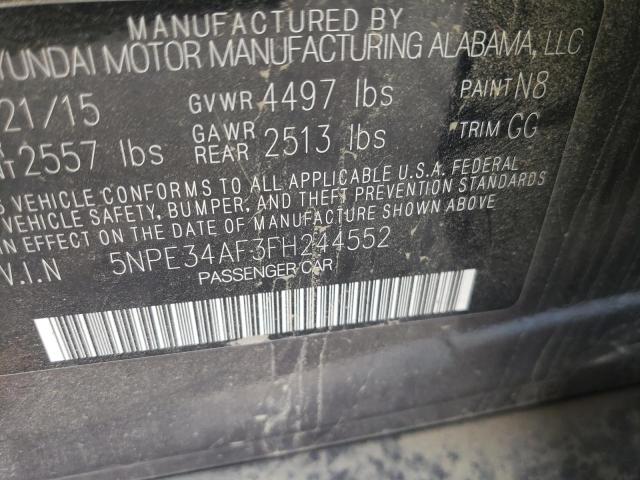 MANUFACTURED BY
YUNDAI MOTOR MANUFACTURING ALABAMA, LLC
21/15 GVWR 4497 lbs PAINT N8
2557 lbs GAWR REAR 2513 lbs TRIM GG
S VEHICLE CONFORMS TO ALL APPLICABLE U.S.A. FEDERAL
VEHICLE SAFETY, BUMPER, AND THEFT PREVENTION STANDARDS
IN EFFECT ON THE DATE OF MANUFACTURE SHOWN ABOVE
V.I.N 5NPE34AF3FH244552
PASSENGER CAR